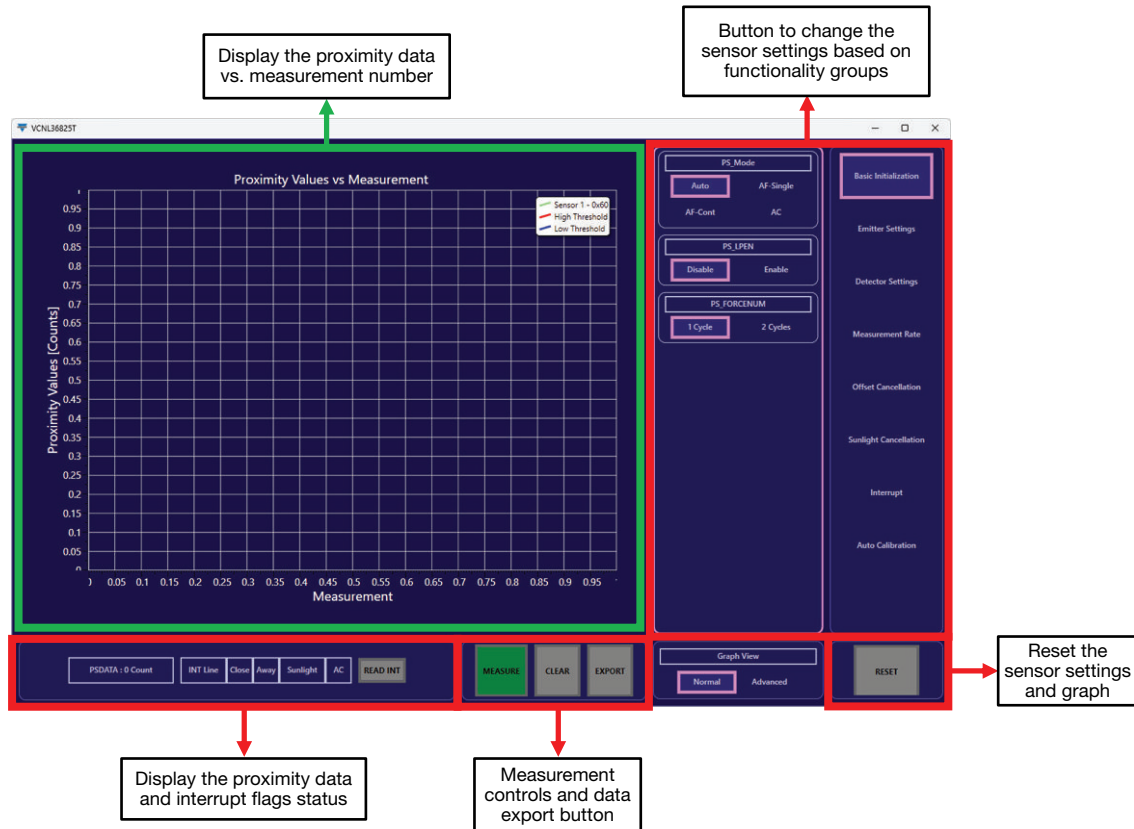 Display the proximity data
vs. measurement number
Button to change the
sensor settings based on
functionality groups
VCNL36825T
Proximity Values vs Measurement
Sensor 1 - 0x60
High Threshold
Low Threshold
Proximity Values [Counts]
0.95
0.9
0.85
0.8
0.75
0.7
0.65
0.6
0.55
0.5
0.45
0.4
0.35
0.3
0.25
0.2
0.15
0.1
0.05
0.05 0.1 0.15 0.2 0.25 0.3 0.35 0.4 0.45 0.5 0.55 0.6 0.65 0.7 0.75 0.8 0.85 0.9 0.95
Measurement
PS_Mode
Auto AF-Single
AF-Cont AC
PS_LPEN
Disable Enable
PS_FORCENUM
1 Cycle 2 Cycles
Basic Initialization
Emitter Settings
Detector Settings
Measurement Rate
Offset Cancellation
Sunlight Cancellation
Interrupt
Auto Calibration
PSDATA : 0 Count
INT Line Close Away Sunlight AC READ INT
MEASURE CLEAR EXPORT
Graph View
Normal Advanced
RESET
Reset the
sensor settings
and graph
Display the proximity data
and interrupt flags status
Measurement
controls and data
export button